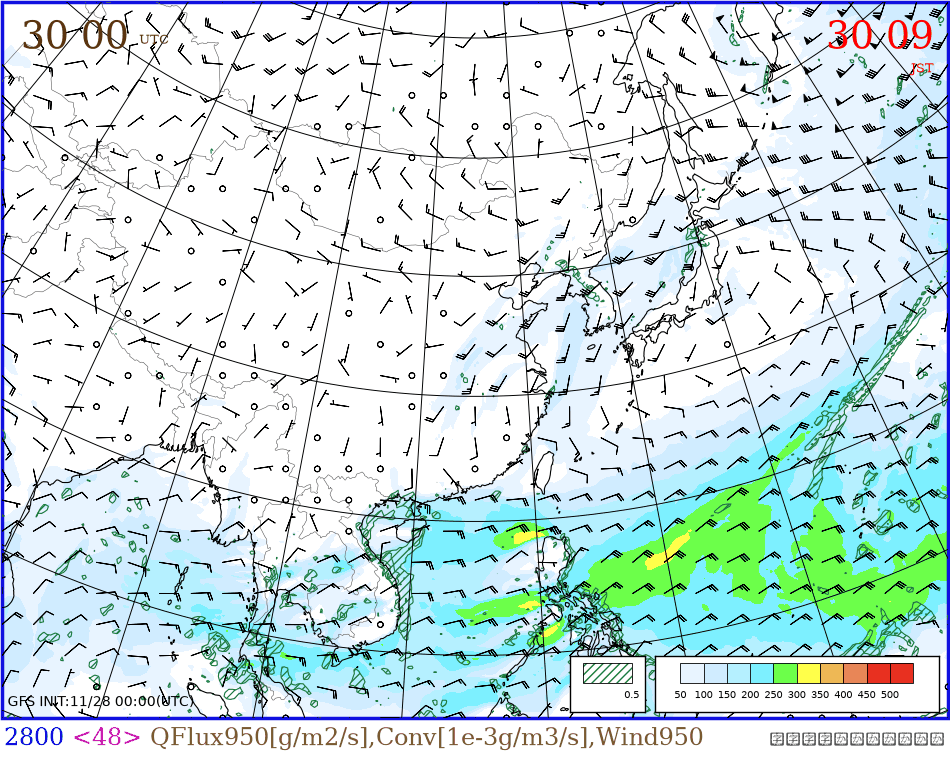 30 00 UTC
30 09
JST
0.5
50 100 150 200 250 300 350 400 450 500
GFS INIT:11/28 00:00(UTC)
2800 <48> QFlux950[g/m2/s],Conv[1e-3g/m3/s],Wind950